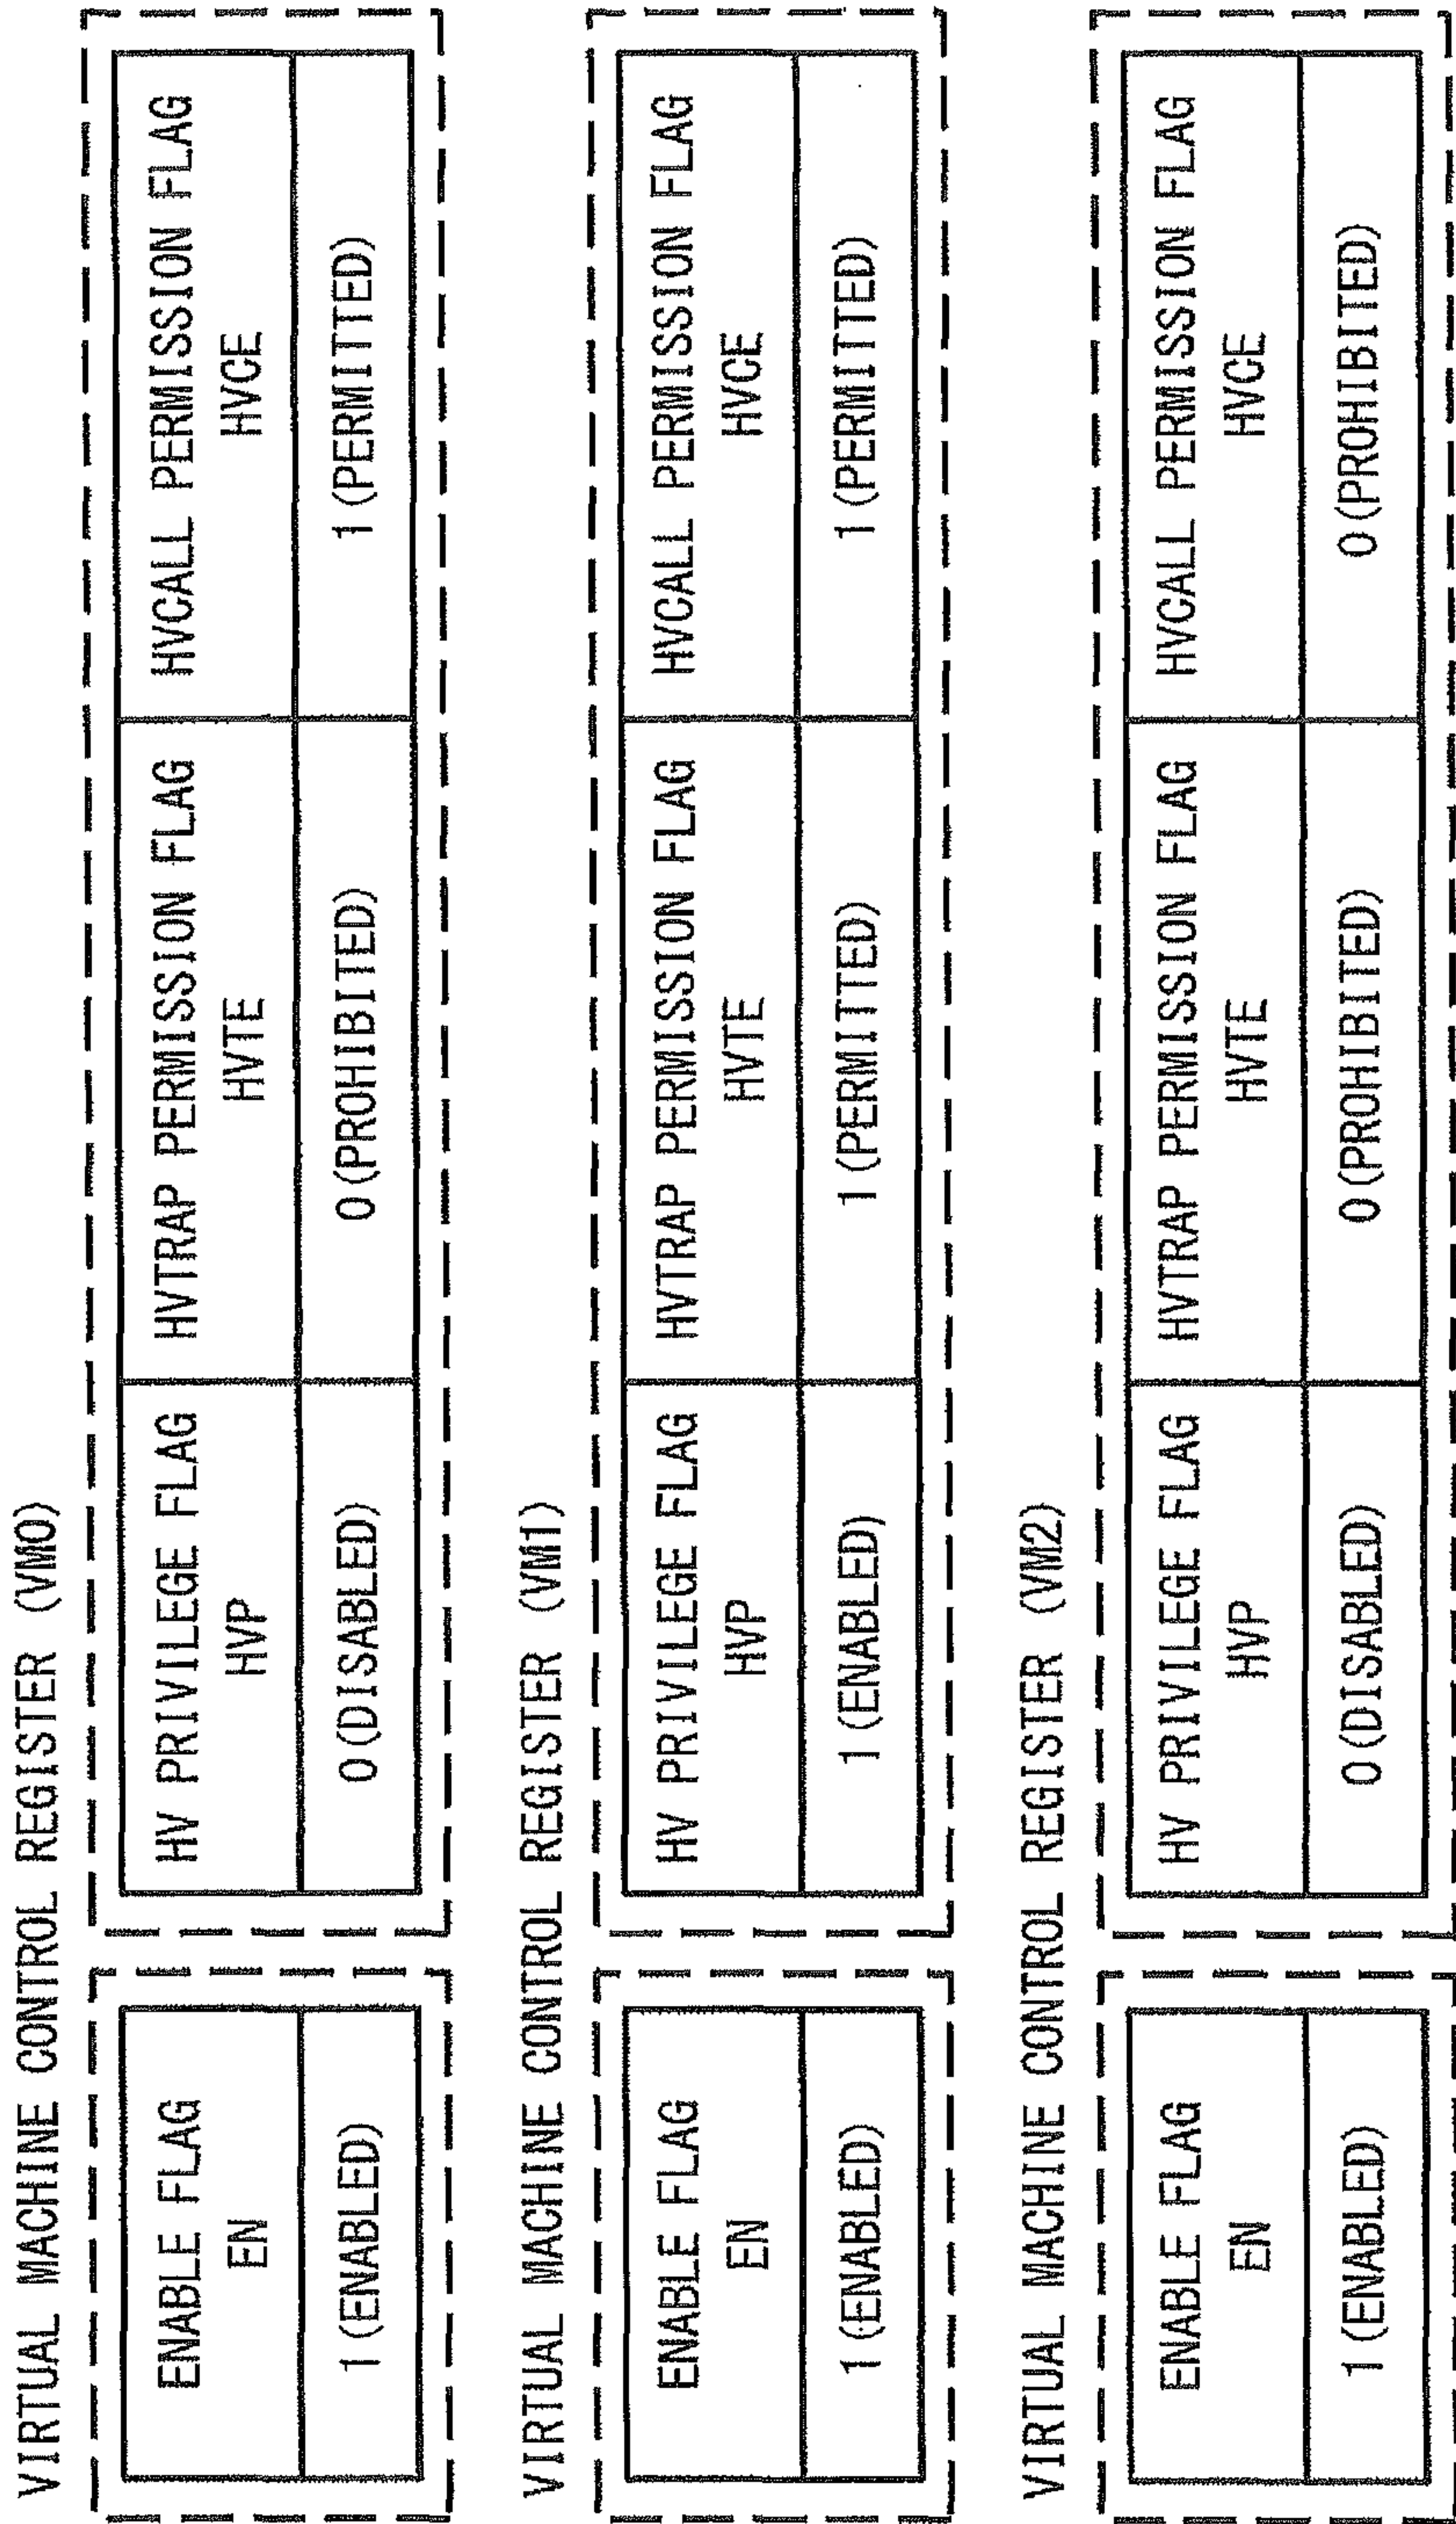 VIRTUAL MACHINE CONTROL REGISTER (VM0)
ENABLE FLAG
EN
1(ENABLED)
HV PRIVILEGE FLAG
HVP
0(DISABLED)
HVTRAP PERMISSION FLAG
HVTE
0(PROHIBITED)
HVCALL PERMISSION FLAG
HVCE
1(PERMITTED)
VIRTUAL MACHINE CONTROL REGISTER (VM1)
ENABLE FLAG
EN
1(ENABLED)
HV PRIVILEGE FLAG
HVP
1(ENABLED)
HVTRAP PERMISSION FLAG
HVTE
1(PERMITTED)
HVCALL PERMISSION FLAG
HVCE
1(PERMITTED)
VIRTUAL MACHINE CONTROL REGISTER (VM2)
ENABLE FLAG
EN
1(ENABLED)
HV PRIVILEGE FLAG
HVP
0(DISABLED)
HVTRAP PERMISSION FLAG
HVTE
0(PROHIBITED)
HVCALL PERMISSION FLAG
HVCE
0(PROHIBITED)